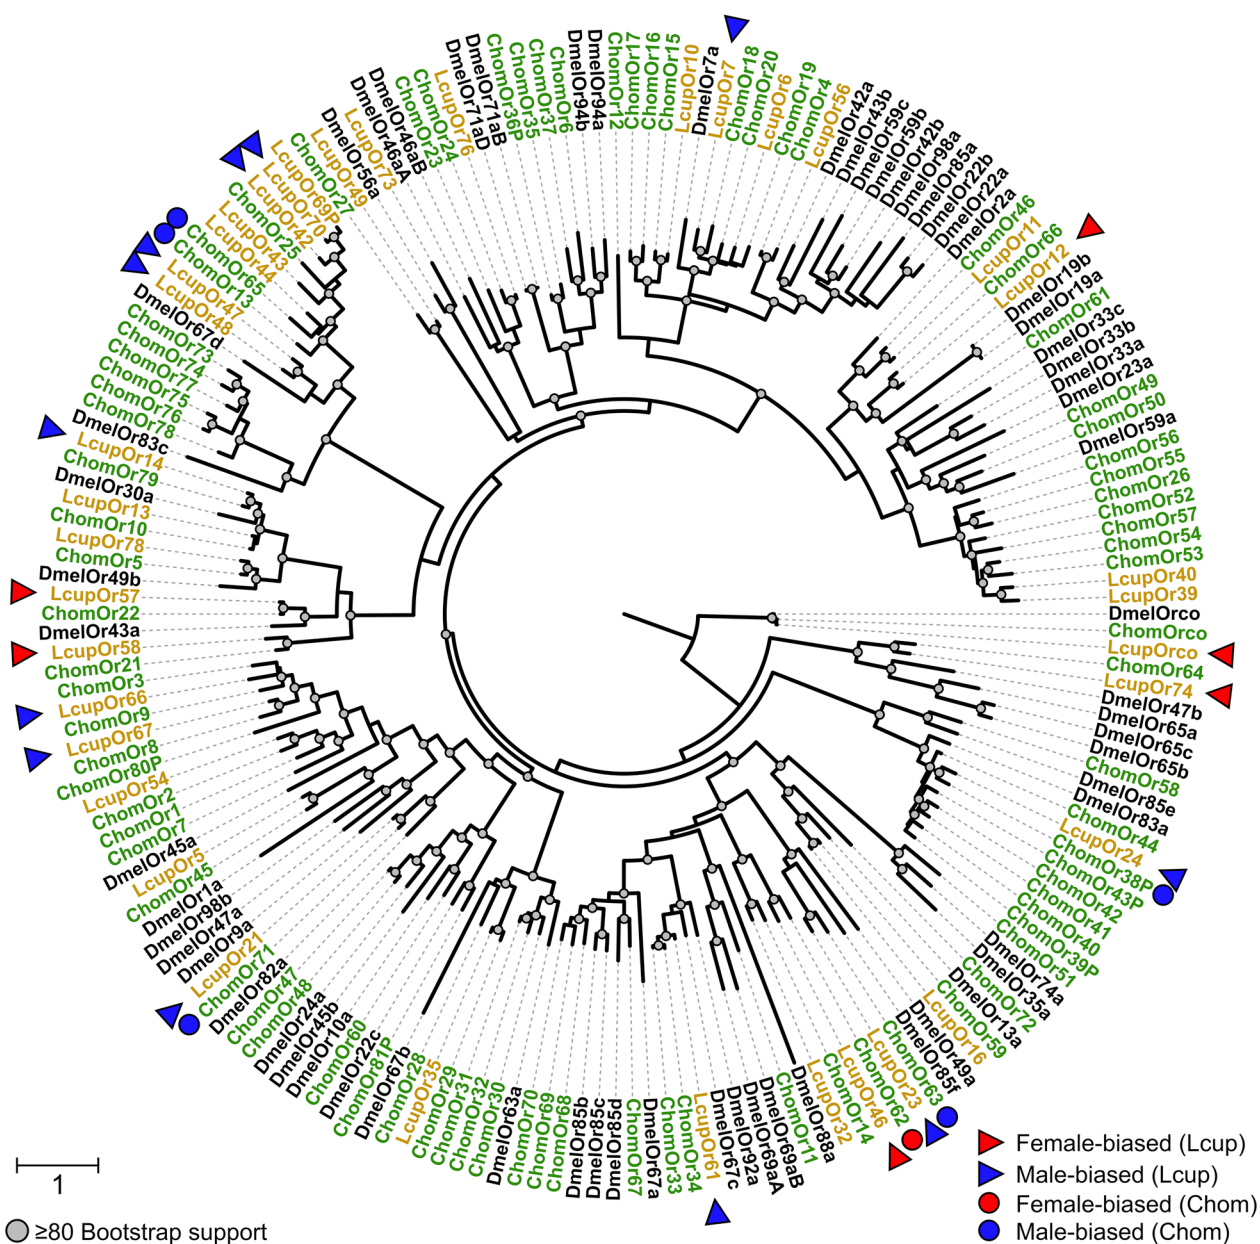 DmelOr94a
ChomOr12
ChomOr17
ChomOr16
ChomOr15
LcupOr10
DmelOr7a
LcupOr7
ChomOr18
ChomOr20
LcupOr6
ChomOr19
ChomOr4
LcupOr56
DmelOr42a
DmelOr43b
DmelOr59c
DmelOr59b
DmelOr42b
DmelOr98a
DmelOr85a
DmelOr22b
DmelOr22a
DmelOr2a
ChomOr46
LcupOr11
ChomOr66
LcupOr12
DmelOr19b
DmelOr19a
ChomOr61
DmelOr33c
DmelOr33b
DmelOr33a
DmelOr23a
ChomOr49
ChomOr50
DmelOr59a
ChomOr56
ChomOr55
ChomOr26
ChomOr52
ChomOr57
ChomOr54
ChomOr53
LcupOr40
LcupOr39
DmelOrco
ChomOrco
LcupOrco
ChomOr64
LcupOr74
DmelOr47b
DmelOr65a
DmelOr65c
DmelOr65b
ChomOr58
DmelOr85e
DmelOr83a
ChomOr44
LcupOr24
ChomOr38P
ChomOr43P
ChomOr42
ChomOr41
ChomOr40
ChomOr39P
ChomOr51
DmelOr74a
DmelOr35a
ChomOr72
DmelOr13a
ChomOr59
LcupOr16
DmelOr49a
DmelOr85f
ChomOr63
LcupOr23
ChomOr62
LcupOr46
ChomOr14
LcupOr32
DmelOr88a
ChomOr11
DmelOr69aB
DmelOr69aA
DmelOr92a
DmelOr67c
LcupOr61
ChomOr34
ChomOr33
DmelOr67a
ChomOr67
DmelOr85d
DmelOr85c
DmelOr85b
ChomOr68
ChomOr69
ChomOr70
DmelOr63a
ChomOr30
ChomOr32
ChomOr31
ChomOr29
LcupOr35
ChomOr28
DmelOr67b
ChomOr81P
DmelOr22c
ChomOr60
DmelOr10a
DmelOr45b
DmelOr24a
ChomOr48
ChomOr47
DmelOr82a
ChomOr71
LcupOr21
DmelOr9a
DmelOr47a
DmelOr98b
DmelOr1a
ChomOr45
LcupOr5
DmelOr45a
ChomOr7
ChomOr1
ChomOr2
LcupOr54
ChomOr80P
ChomOr8
LcupOr67
ChomOr9
LcupOr66
ChomOr3
ChomOr21
LcupOr58
DmelOr43a
ChomOr22
LcupOr57
DmelOr49b
ChomOr5
LcupOr78
ChomOr10
LcupOr13
DmelOr30a
ChomOr79
LcupOr14
DmelOr83c
ChomOr78
ChomOr76
ChomOr75
ChomOr77
ChomOr74
ChomOr73
DmelOr67d
LcupOr48
LcupOr47
ChomOr13
ChomOr65
LcupOr44
LcupOr43
ChomOr25
LcupOr42
LcupOr70
LcupOr69P
ChomOr27
LcupOr49
DmelOr56a
LcupOr73
DmelOr46aA
DmelOr46aB
ChomOr23
ChomOr24
LcupOr76
DmelOr71aD
DmelOr71aB
ChomOr36P
ChomOr35
ChomOr37
ChomOr6
DmelOr94b
1
≥80 Bootstrap support
Female-biased (Lcup)
Male-biased (Lcup)
Female-biased (Chom)
Male-biased (Chom)